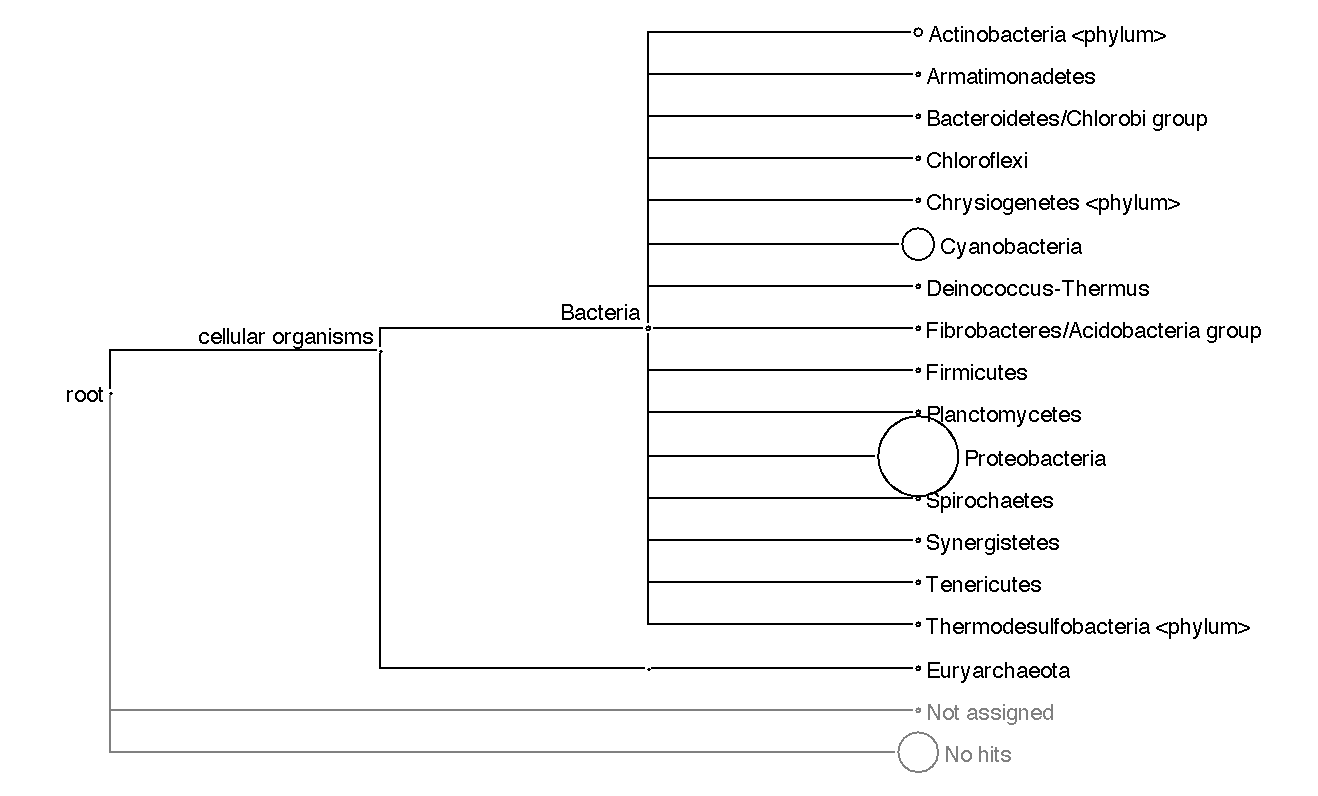 Actinobacteria <phylum>
Armatimonadetes
Bacteroidetes/Chlorobi group
Chloroflexi
Chrysiogenetes <phylum>
Cyanobacteria
Deinococcus-Thermus
Bacteria
Fibrobacteres/Acidobacteria group
cellular organisms
Firmicutes
root
Planctomycetes
Proteobacteria
Spirochaetes
Synergistetes
Tenericutes
Thermodesulfobacteria <phylum>
Euryarchaeota
Not assigned
No hits